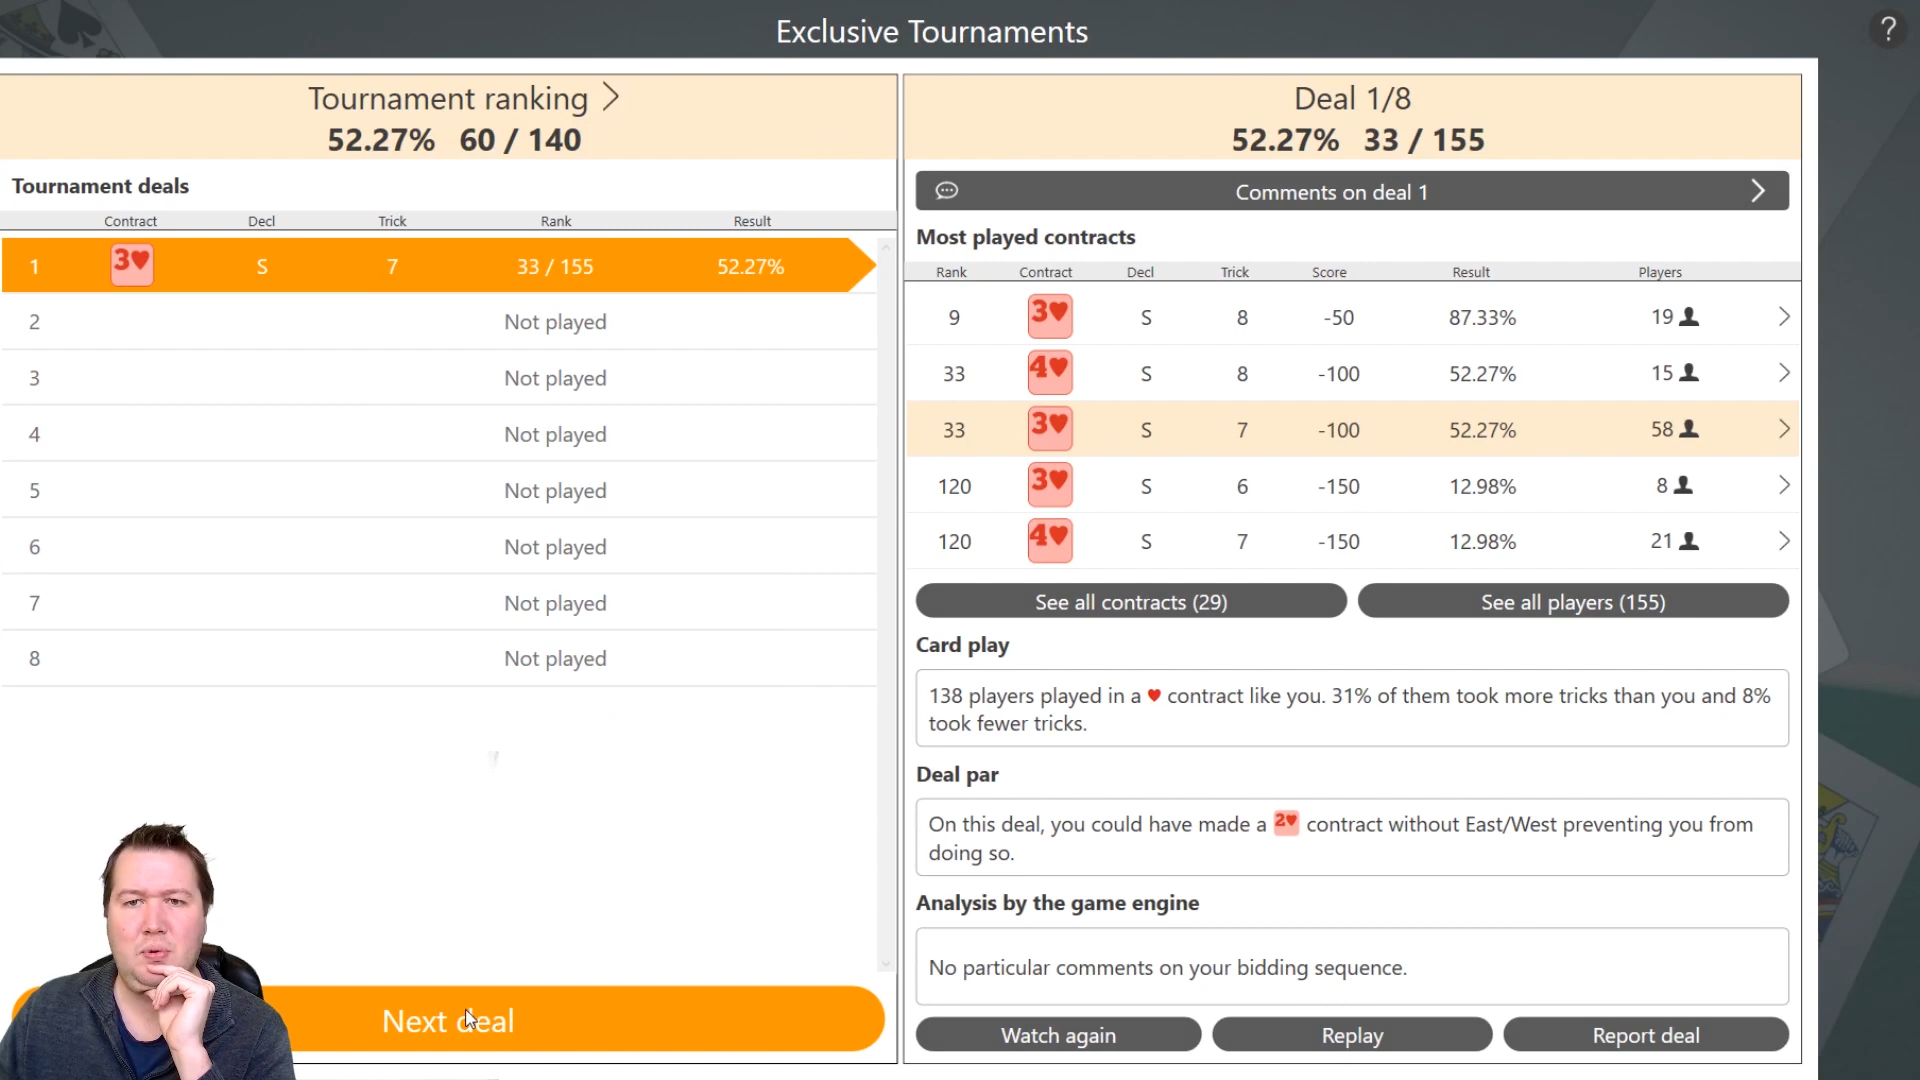 Exclusive Tournaments
?
Tournament ranking >
52.27% 60 / 140
Tournament deals
Contract Decl Trick Rank Result
1 3♥ S 7 33 / 155 52.27%
2 Not played
3 Not played
4 Not played
5 Not played
6 Not played
7 Not played
8 Not played
Next deal
Deal 1/8
52.27% 33 / 155
Comments on deal 1
Most played contracts
Rank Contract Decl Trick Score Result Players
9 3♥ S 8 -50 87.33% 19
33 4♥ S 8 -100 52.27% 15
33 3♥ S 7 -100 52.27% 58
120 3♥ S 6 -150 12.98% 8
120 4♥ S 7 -150 12.98% 21
See all contracts (29) See all players (155)
Card play
138 players played in a ♥ contract like you. 31% of them took more tricks than you and 8%
took fewer tricks.
Deal par
On this deal, you could have made a 2♥ contract without East/West preventing you from
doing so.
Analysis by the game engine
No particular comments on your bidding sequence.
Watch again Replay Report deal